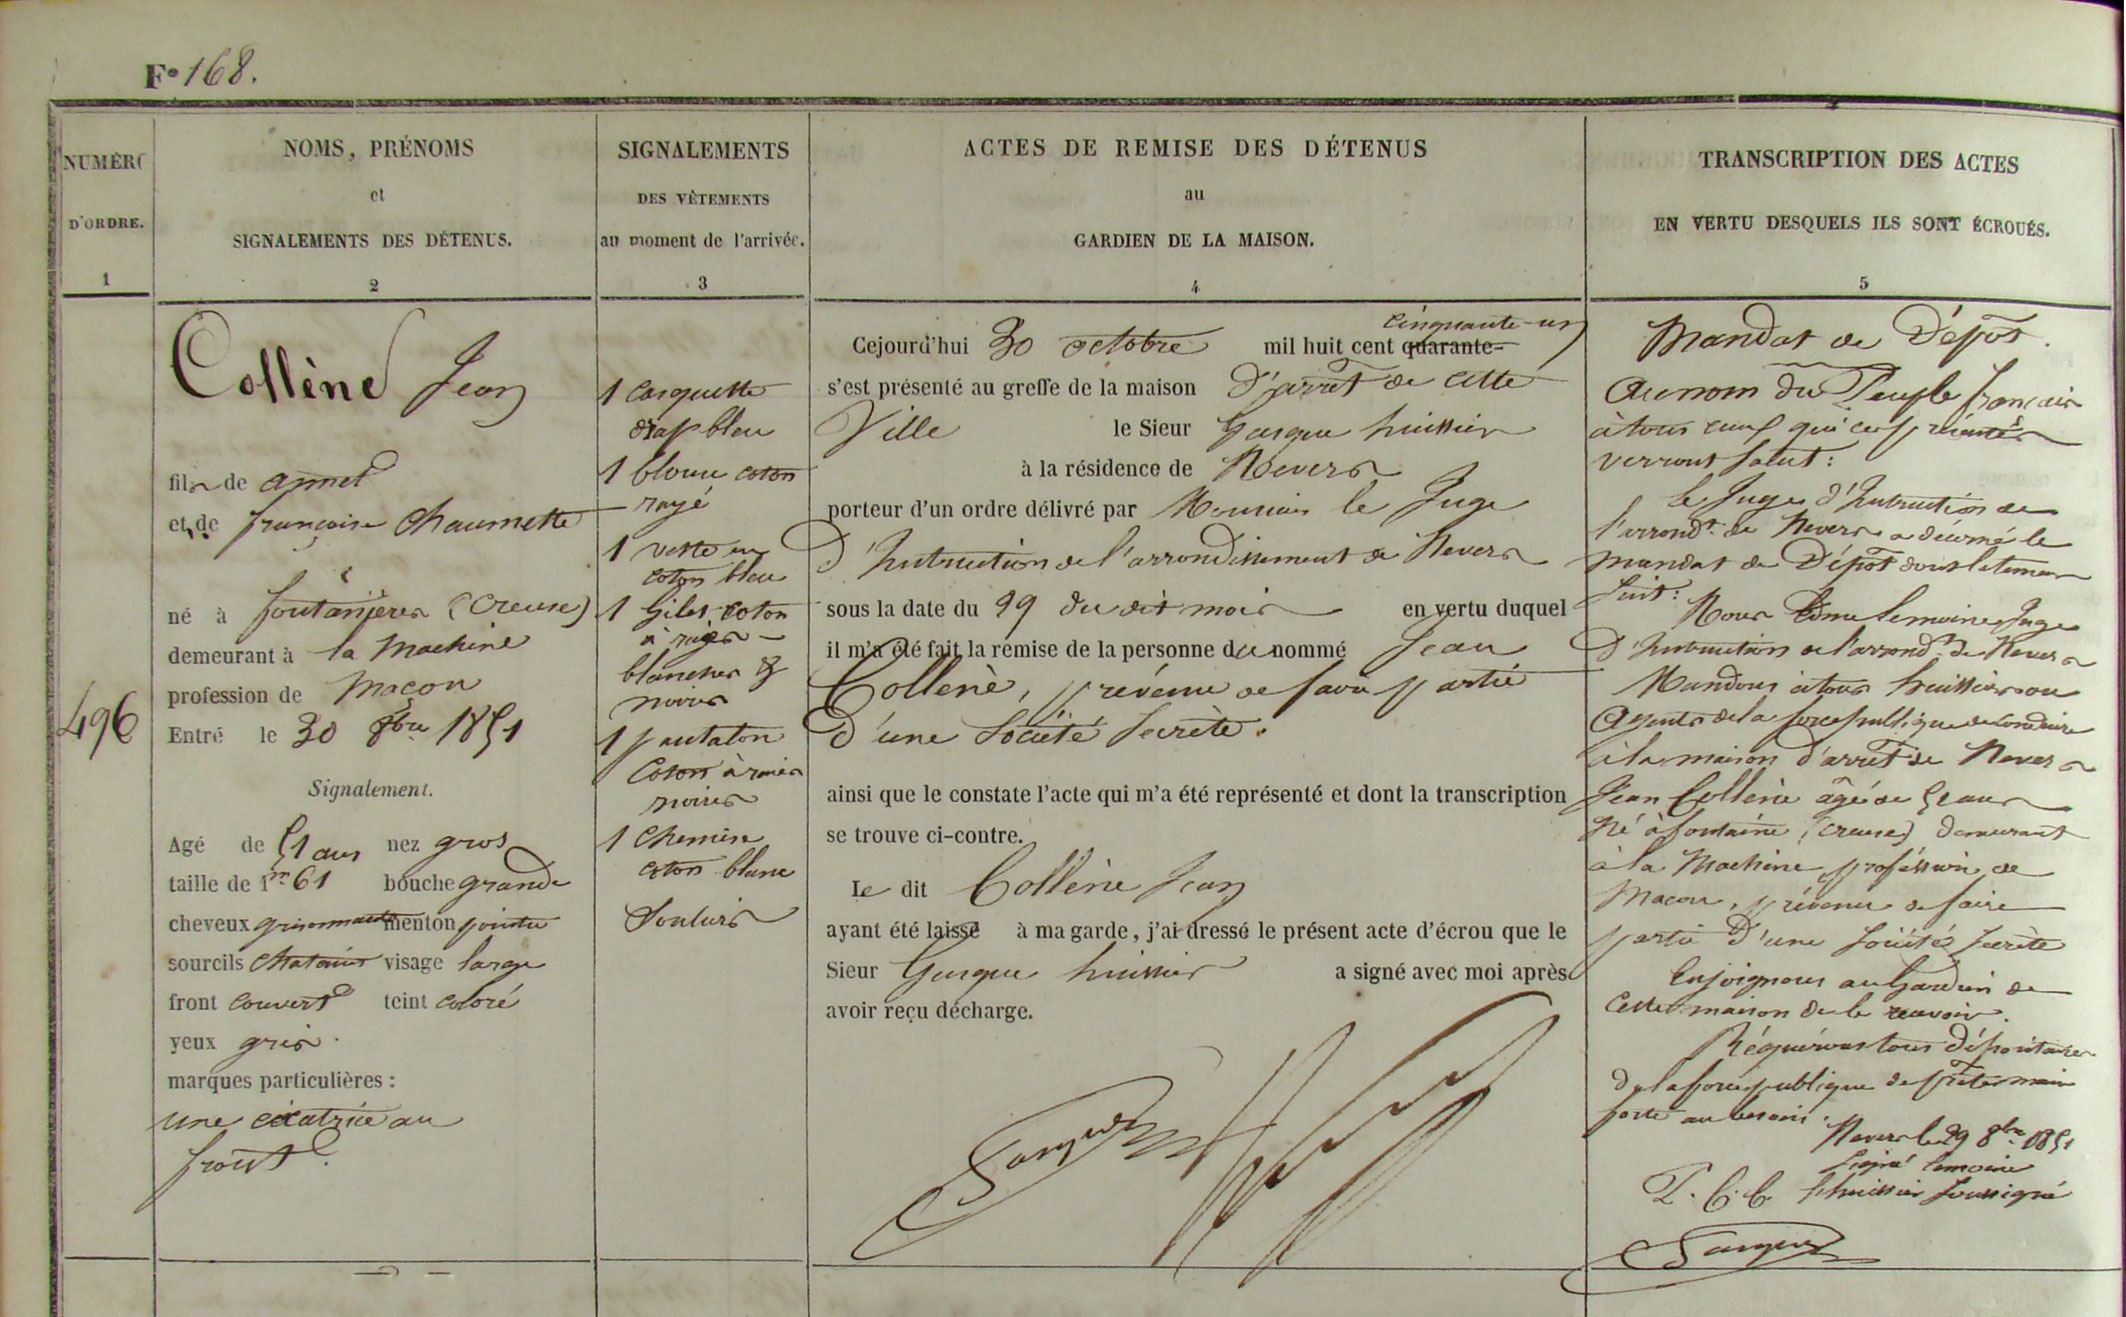 Fo 168.
NUMÉRO
D'ORDRE.
1
NOMS, PRÉNOMS
et
SIGNALEMENTS DES DÉTENUS.
2
SIGNALEMENTS
DES VÊTEMENTS
au moment de l'arrivée.
3
ACTES DE REMISE DES DÉTENUS
au
GARDIEN DE LA MAISON.
4
TRANSCRIPTION DES ACTES
EN VERTU DESQUELS ILS SONT ÉCROUÉS.
5
496
Collène Jean
fils de annet
et de françoise Chaumette
né à fontanières (Creuse)
demeurant à la Machine
profession de Maçon
Entré le 30 8bre 1851
Signalement.
Agé de 51 ans nez gros
taille de 1m 61 bouche grande
cheveux grisonnants menton pointu
sourcils chatains visage large
front couvert teint coloré
yeux gris.
marques particulières :
une cicatrice au
front.
1 Casquette
drap bleu
1 blouse coton
rayé
1 veste en
coton bleu
1 Gilet coton
à raies
blanches &
noires
1 pantalon
Coton à raies
noires
1 Chemise
coton blanc
Souliers
Cejourd'hui 30 octobre mil huit cent quarante- cinquante-un
s'est présenté au greffe de la maison d'arrêt de cette
Ville le Sieur Gasque huissier
à la résidence de Nevers
porteur d'un ordre délivré par Monsieur le Juge
d'Instruction de l'arrondissement de Nevers
sous la date du 29 du dit mois en vertu duquel
il m'a été fait la remise de la personne du nommé Jean
Collène, prévenu de faire partie
d'une Société Secrète.
ainsi que le constate l'acte qui m'a été représenté et dont la transcription
se trouve ci-contre.
Le dit Collène Jean
ayant été laissé à ma garde, j'ai dressé le présent acte d'écrou que le
Sieur Gasque huissier a signé avec moi après
avoir reçu décharge.
Gasque
Mandat de Dépôt.
Au nom du Peuple français
à tous ceux qui ces présentes
verront Salut :
Le Juge d'Instruction de
l'arrondt. de Nevers a décerné le
mandat de Dépôt dont la teneur
suit :
Nous Edme Lemoine Juge
d'Instruction de l'arrondt. de Nevers
Mandons à tous huissiers ou
Agents de la force publique de Conduire
à la maison d'arrêt de Nevers
Jean Collène âgé de 51 ans
Né à fontaine (Creuse) demeurant
à la Machine, profession de
Maçon, prévenu de faire
partie d'une Société Secrète
Enjoignons au Gardien de
Cette maison de le recevoir.
Réquérons tous Dépositaires
de la force publique de prêter main
forte au besoin.
Nevers le 29 8bre 1851
Signé Lemoine
P. C. C. l'huissier soussigné
Gasque